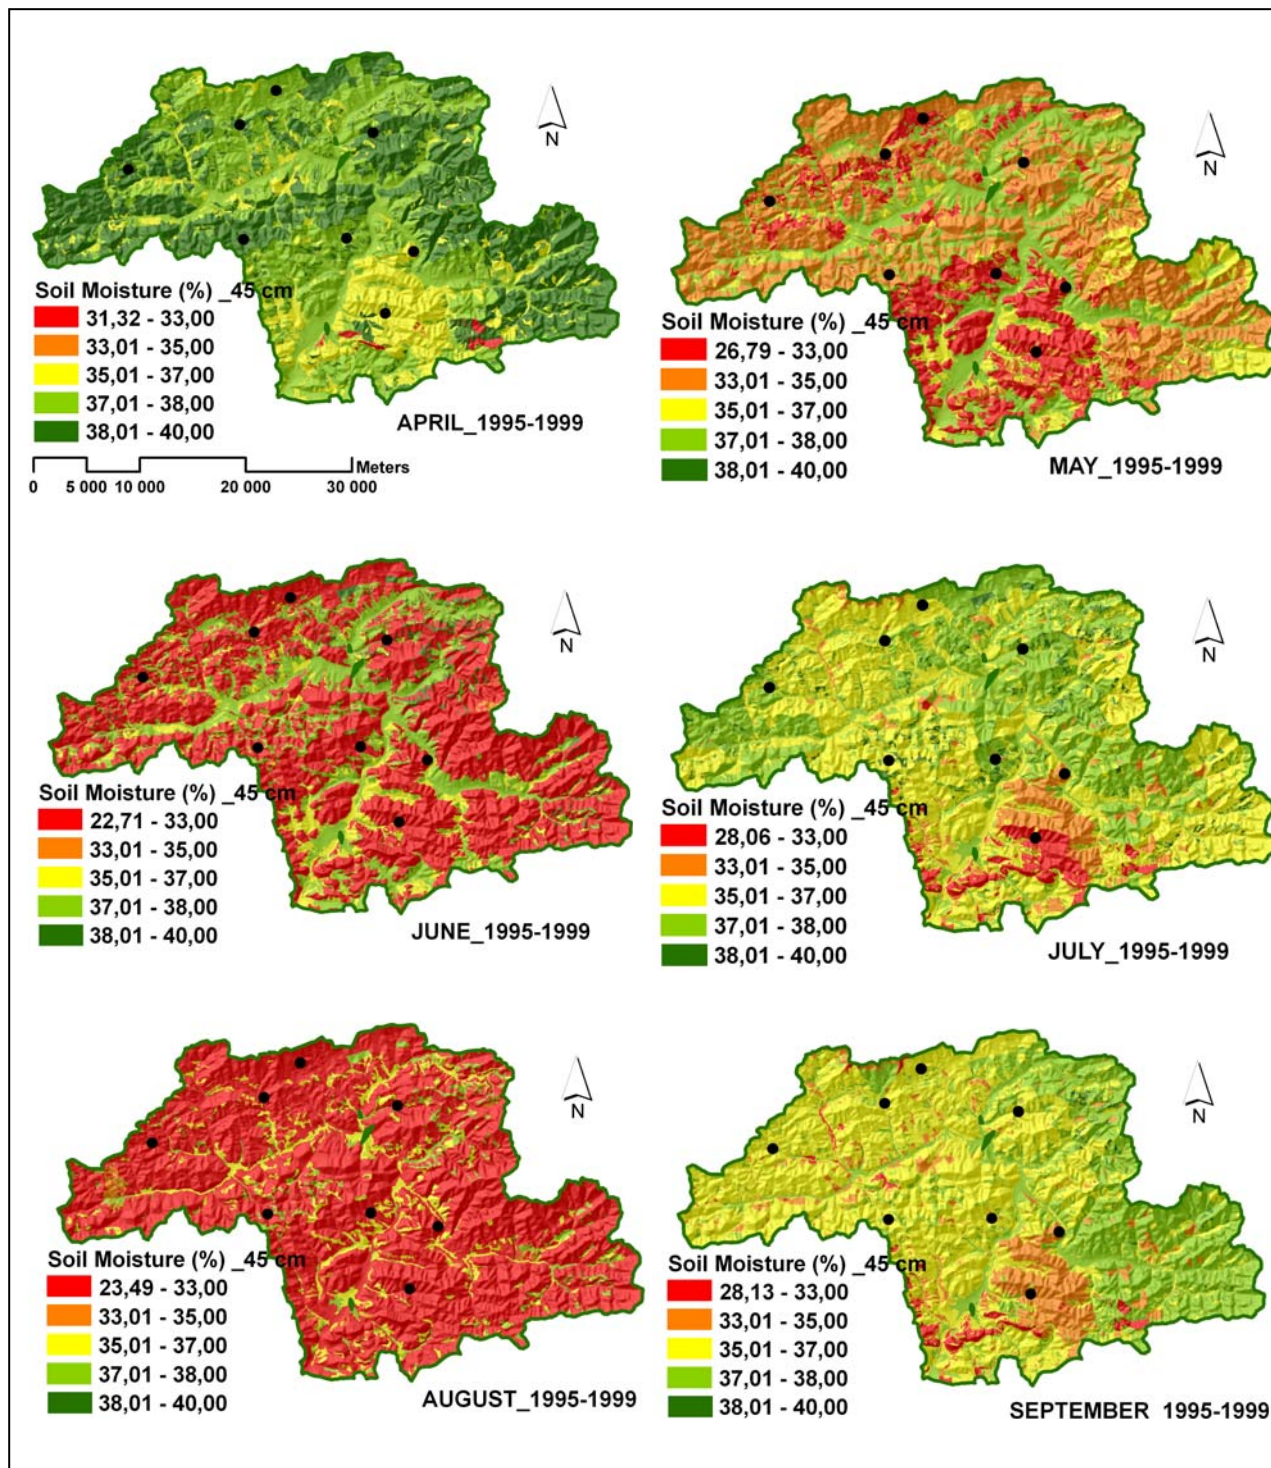 N
Soil Moisture (%) _45 cm
31,32 - 33,00
33,01 - 35,00
35,01 - 37,00
37,01 - 38,00
38,01 - 40,00
APRIL_1995-1999
Meters
0 5 000 10 000 20 000 30 000
N
Soil Moisture (%) _45 cm
26,79 - 33,00
33,01 - 35,00
35,01 - 37,00
37,01 - 38,00
38,01 - 40,00
MAY_1995-1999
N
Soil Moisture (%) _45 cm
22,71 - 33,00
33,01 - 35,00
35,01 - 37,00
37,01 - 38,00
38,01 - 40,00
JUNE_1995-1999
N
Soil Moisture (%) _45 cm
28,06 - 33,00
33,01 - 35,00
35,01 - 37,00
37,01 - 38,00
38,01 - 40,00
JULY_1995-1999
N
Soil Moisture (%) _45 cm
23,49 - 33,00
33,01 - 35,00
35,01 - 37,00
37,01 - 38,00
38,01 - 40,00
AUGUST_1995-1999
N
Soil Moisture (%) _45 cm
28,13 - 33,00
33,01 - 35,00
35,01 - 37,00
37,01 - 38,00
38,01 - 40,00
SEPTEMBER 1995-1999